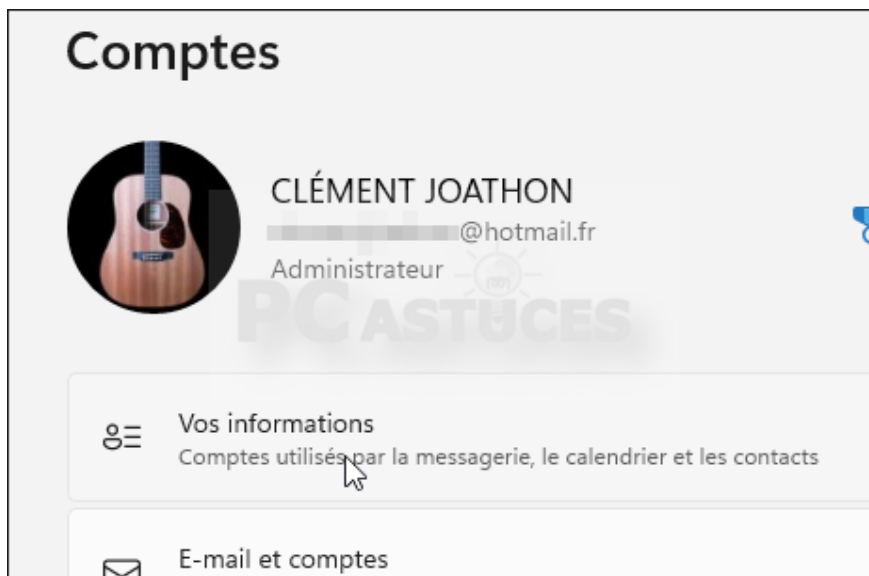 Comptes
CLÉMENT JOATHON
@hotmail.fr
Administrateur
PC ASTUCES
Vos informations
Comptes utilisés par la messagerie, le calendrier et les contacts
E-mail et comptes